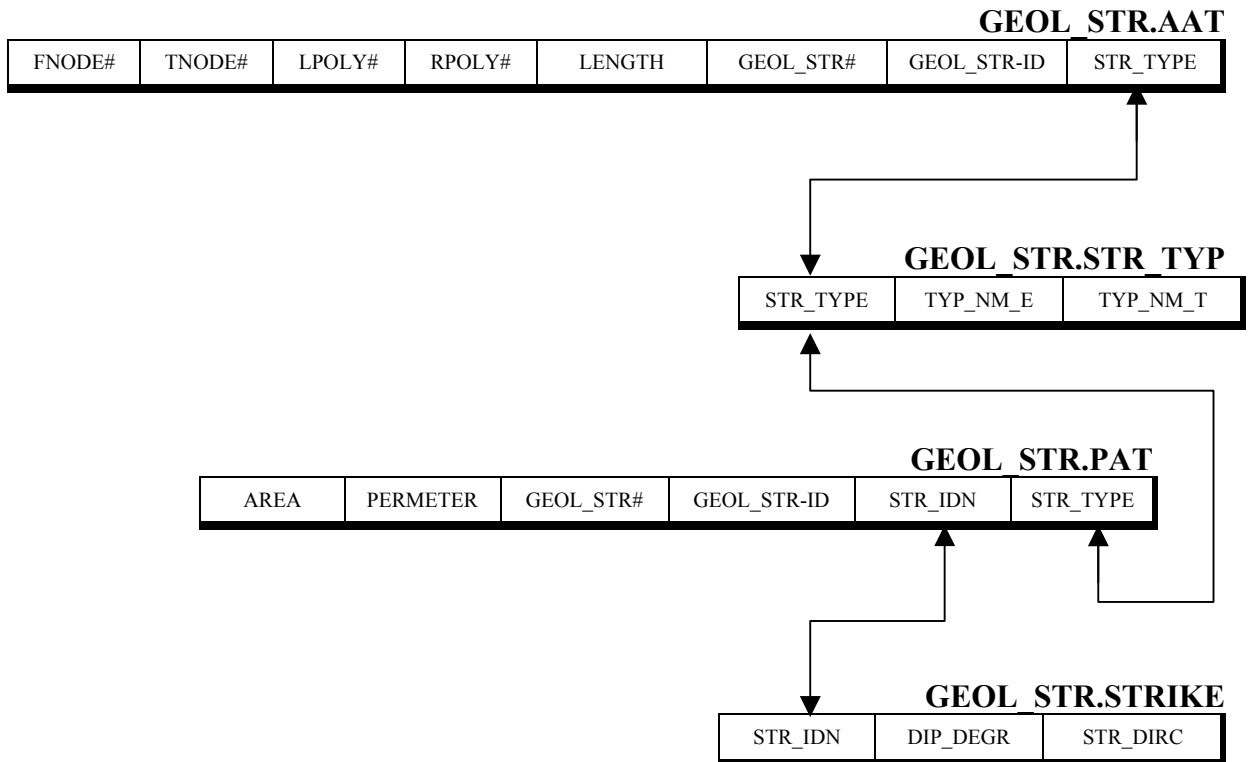 GEOL_STR.AAT
FNODE# TNODE# LPOLY# RPOLY# LENGTH GEOL_STR# GEOL_STR-ID STR_TYPE
GEOL_STR.STR_TYP
STR_TYPE TYP_NM_E TYP_NM_T
GEOL_STR.PAT
AREA PERMETER GEOL_STR# GEOL_STR-ID STR_IDN STR_TYPE
GEOL_STR.STRIKE
STR_IDN DIP_DEGR STR_DIRC